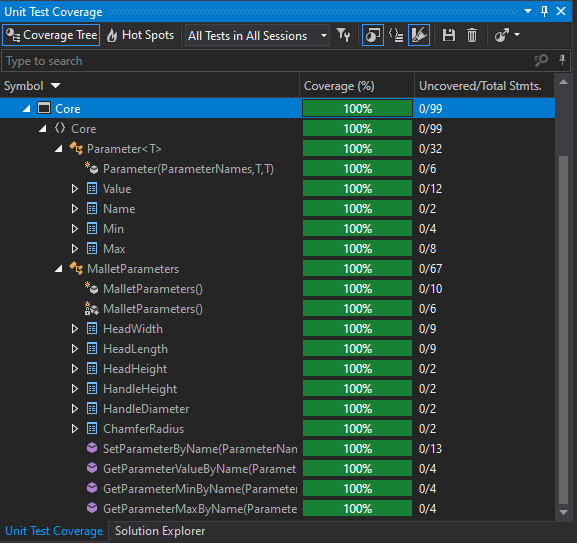 Unit Test Coverage
Coverage Tree Hot Spots All Tests in All Sessions
Type to search
Symbol Coverage (%) Uncovered/Total Stmts.
Core 100% 0/99
Core 100% 0/99
Parameter<T> 100% 0/32
Parameter(ParameterNames,T,T) 100% 0/6
Value 100% 0/12
Name 100% 0/2
Min 100% 0/4
Max 100% 0/8
MalletParameters 100% 0/67
MalletParameters() 100% 0/10
MalletParameters() 100% 0/6
HeadWidth 100% 0/9
HeadLength 100% 0/9
HeadHeight 100% 0/2
HandleHeight 100% 0/2
HandleDiameter 100% 0/2
ChamferRadius 100% 0/2
SetParameterByName(ParameterNan 100% 0/13
GetParameterValueByName(Paramet 100% 0/4
GetParameterMinByName(Paramete 100% 0/4
GetParameterMaxByName(Paramete 100% 0/4
Unit Test Coverage Solution Explorer